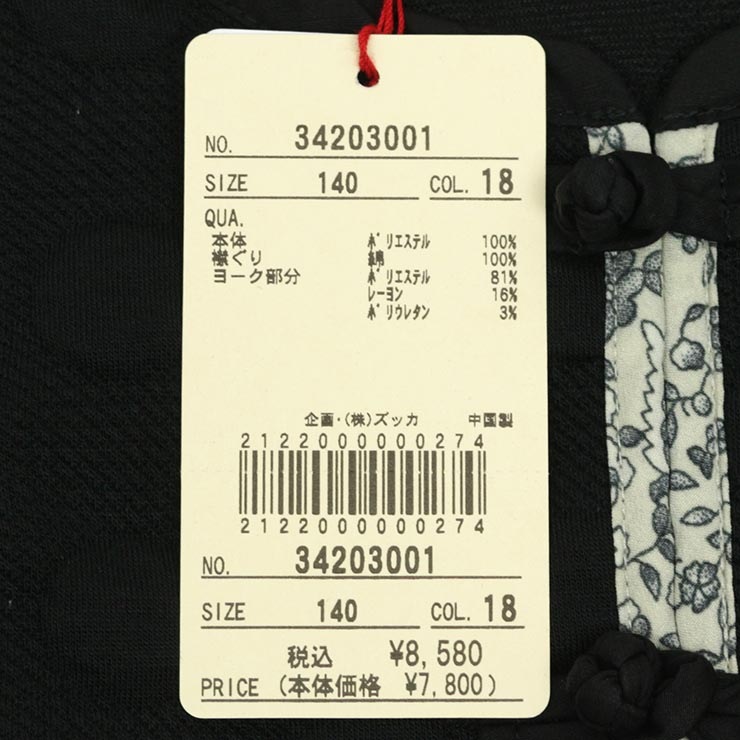 NO. 34203001
SIZE 140 COL. 18
QUA.
本体 ポリエステル 100%
襟ぐり 綿 100%
ヨーク部分 ポリエステル 81%
レーヨン 16%
ポリウレタン 3%
企画・(株)ズッカ 中国製
2122000000274
2122000000274
NO. 34203001
SIZE 140 COL. 18
税込 ¥8,580
PRICE (本体価格 ¥7,800)